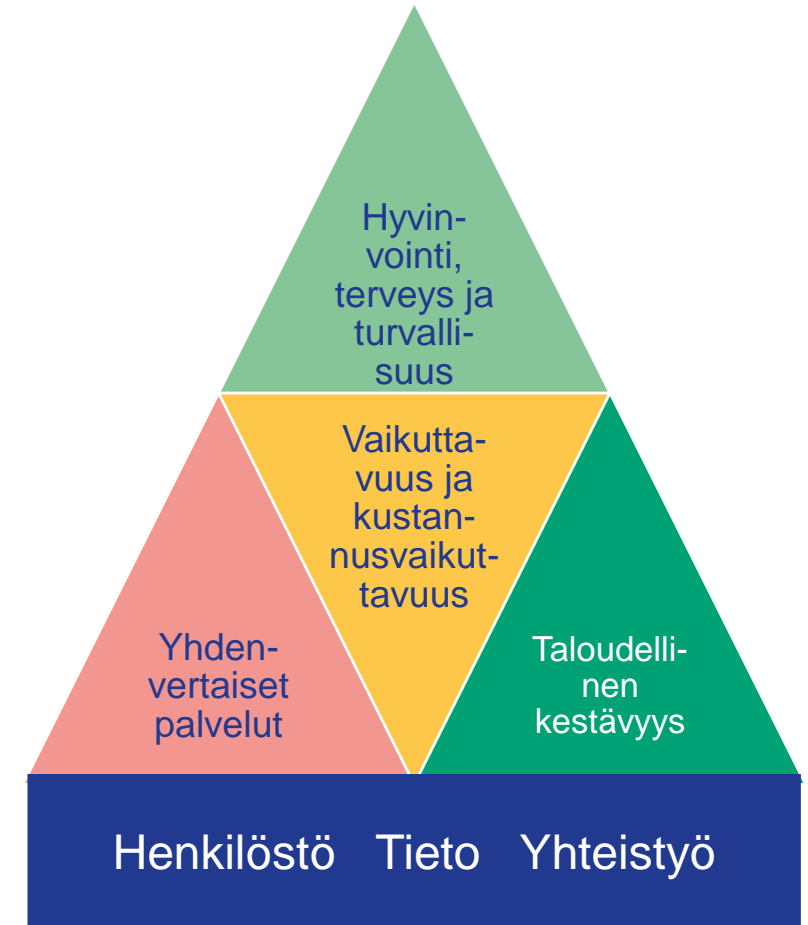 Hyvin-
vointi,
terveys ja
turvalli-
suus
Vaikutta-
vuus ja
kustan-
nusvaikut-
tavuus
Yhden-
vertaiset
palvelut
Taloudelli-
nen
kestävyys
Henkilöstö Tieto Yhteistyö